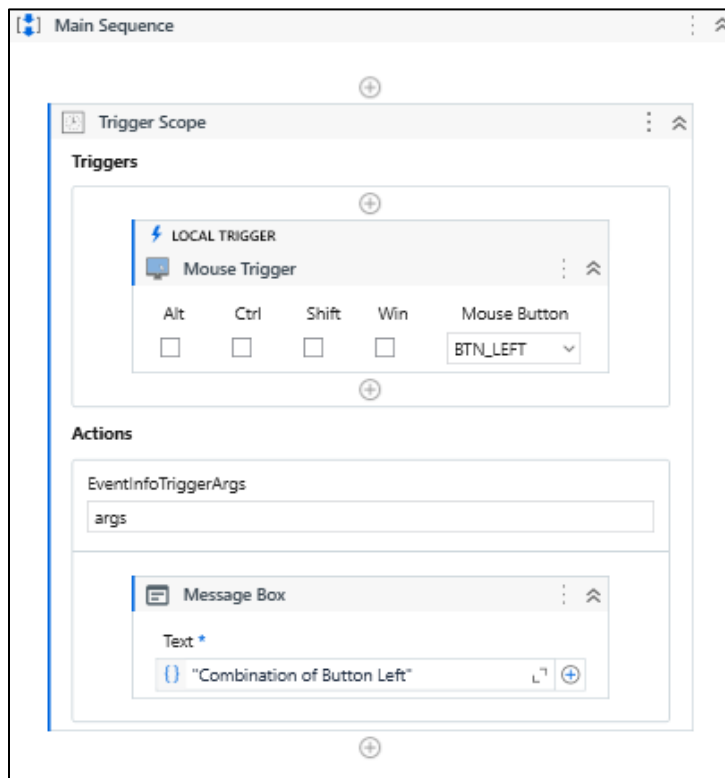 Main Sequence
Trigger Scope
Triggers
LOCAL TRIGGER
Mouse Trigger
Alt Ctrl Shift Win Mouse Button
BTN_LEFT
Actions
EventInfoTriggerArgs
args
Message Box
Text *
{} "Combination of Button Left"